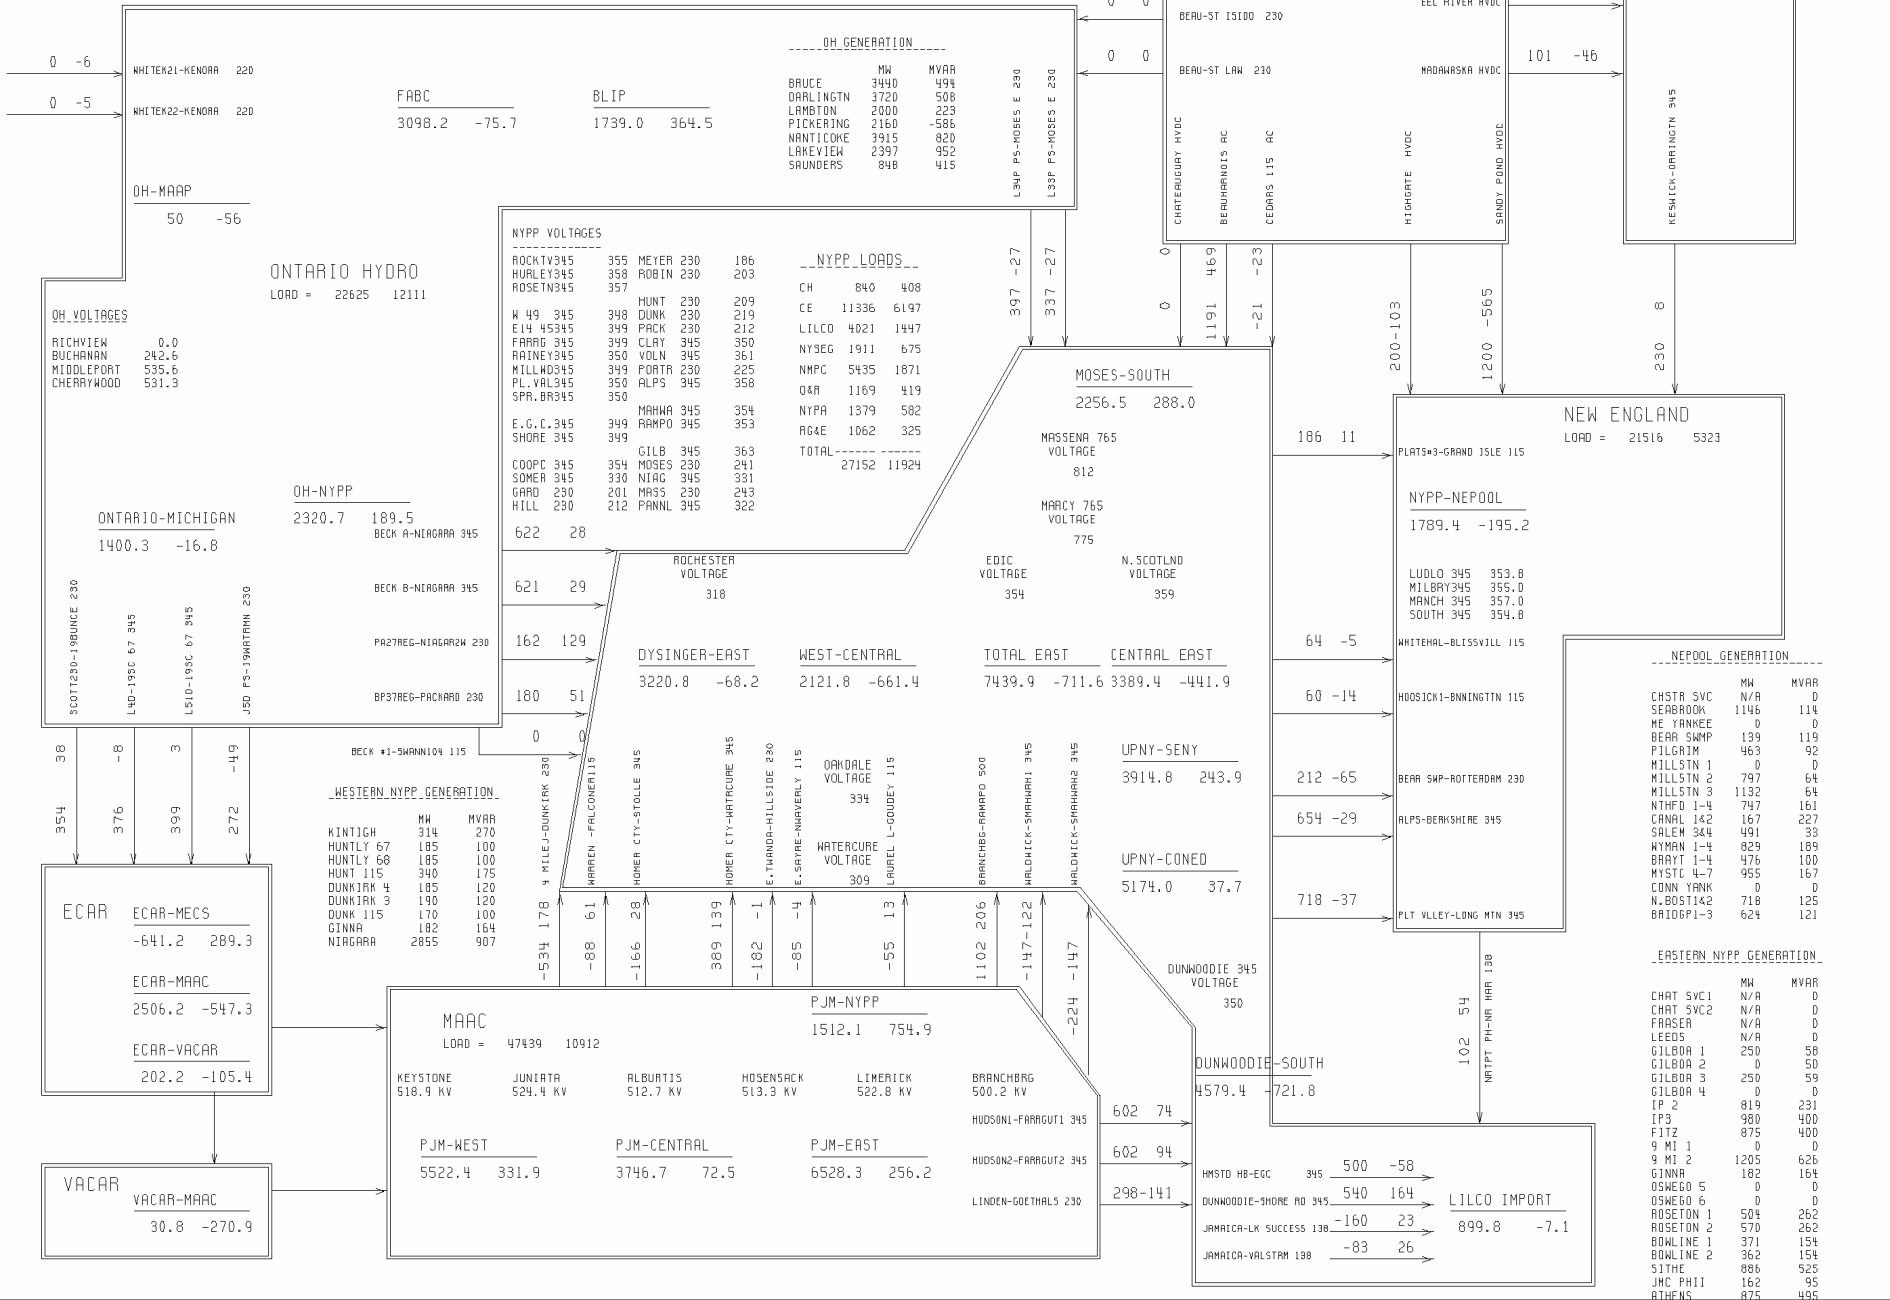 0 -6
WHITEK21-KENORA 220
0 -5
WHITEK22-KENORA 220
FABC
3098.2 -75.7
BLIP
1739.0 364.5
OH GENERATION
MW MVAR
BRUCE 3440 494
DARLINGTN 3720 508
LAMBTON 2000 223
PICKERING 2160 -586
NANTICOKE 3915 820
LAKEVIEW 2397 952
SAUNDERS 848 415
L34P PS-MOSES E 230
L33P PS-MOSES E 230
OH-MAAP
50 -56
ONTARIO HYDRO
LOAD = 22625 12111
OH VOLTAGES
RICHVIEW 0.0
BUCHANAN 242.6
MIDDLEPORT 535.6
CHERRYWOOD 531.3
0 0
BEAU-ST ISIDO 230
0 0
BEAU-ST LAW 230
EEL RIVER HVDC
MADAWASKA HVDC
101 -46
CHATEAUGUAY HVDC
BEAUHARNOIS AC
CEDARS 115 AC
HIGHGATE HVDC
SANDY POND HVDC
KESWICK-ORRINGTN 345
NYPP VOLTAGES
ROCKTV345 355 MEYER 230 186
HURLEY345 358 ROBIN 230 203
ROSETN345 357
HUNT 230 209
W 49 345 348 DUNK 230 219
E14 45345 349 PACK 230 212
FARRG 345 349 CLAY 345 350
RAINEY345 350 VOLN 345 361
MILLWD345 349 PORTR 230 225
PL.VAL345 350 ALPS 345 358
SPR.BR345 350
MAHWA 345 354
E.G.C.345 349 RAMPO 345 353
SHORE 345 349
GILB 345 363
COOPC 345 354 MOSES 230 241
SOMER 345 330 NIAG 345 331
GARD 230 201 MASS 230 243
HILL 230 212 PANNL 345 322
NYPP LOADS
CH 840 408
CE 11336 6197
LILCO 4021 1447
NYSEG 1911 675
NMPC 5435 1871
O&R 1169 419
NYPA 1379 582
RG&E 1062 325
TOTAL------ ------
27152 11924
397 -27
337 -27
0 0
1191 469
-21 -23
200-103
1200 -565
230 8
MOSES-SOUTH
2256.5 288.0
MASSENA 765
VOLTAGE
812
MARCY 765
VOLTAGE
775
EDIC
VOLTAGE
354
N.SCOTLND
VOLTAGE
359
ROCHESTER
VOLTAGE
318
NEW ENGLAND
LOAD = 21516 5323
186 11
PLATS#3-GRAND ISLE 115
NYPP-NEPOOL
1789.4 -195.2
LUDLO 345 353.8
MILBRY345 355.0
MANCH 345 357.0
SOUTH 345 354.8
OH-NYPP
2320.7 189.5
ONTARIO-MICHIGAN
1400.3 -16.8
BECK A-NIAGARA 345
622 28
BECK B-NIAGARA 345
621 29
PA27REG-NIAGAR2W 230
162 129
BP37REG-PACKARD 230
180 51
BECK #1-SWANN104 115
0 0
SCOTT230-19BUNCE 230
L4D-19SC 67 345
L51D-19SC 67 345
J5D PS-19WATRMN 230
354 38
376 -8
399 3
272 -49
DYSINGER-EAST
3220.8 -68.2
WEST-CENTRAL
2121.8 -661.4
TOTAL EAST
7439.9 -711.6
CENTRAL EAST
3389.4 -441.9
64 -5
WHITEHAL-BLISSVILL 115
60 -14
HOOSICK1-BNNINGTTN 115
212 -65
BEAR SWP-ROTTERDAM 230
654 -29
ALPS-BERKSHIRE 345
718 -37
PLT VLLEY-LONG MTN 345
UPNY-SENY
3914.8 243.9
UPNY-CONED
5174.0 37.7
OAKDALE
VOLTAGE
334
WATERCURE
VOLTAGE
309
4 MILEJ-DUNKIRK 230
WARREN -FALCONER115
HOMER CITY-STOLLE 345
HOMER CITY-WATRCURE 345
E.TWANDA-HILLSIDE 230
E.SAYRE-NWAVERLY 115
LAUREL L-GOUDEY 115
BRANCHBG-RAMAPO 500
WALDWICK-SMAHWAH1 345
WALDWICK-SMAHWAH2 345
WESTERN NYPP GENERATION
MW MVAR
KINTIGH 314 270
HUNTLY 67 185 100
HUNTLY 68 185 100
HUNT 115 340 175
DUNKIRK 4 185 120
DUNKIRK 3 190 120
DUNK 115 170 100
GINNA 182 164
NIAGARA 2855 907
-534 178
-88 61
-166 28
389 139
-182 -1
-85 -4
-55 13
1102 206
-147-122
-224 -147
ECAR
ECAR-MECS
-641.2 289.3
ECAR-MAAC
2506.2 -547.3
ECAR-VACAR
202.2 -105.4
VACAR
VACAR-MAAC
30.8 -270.9
MAAC
LOAD = 47439 10912
PJM-NYPP
1512.1 754.9
KEYSTONE
518.9 KV
JUNIATA
524.4 KV
ALBURTIS
512.7 KV
HOSENSACK
513.3 KV
LIMERICK
522.8 KV
BRANCHBRG
500.2 KV
PJM-WEST
5522.4 331.9
PJM-CENTRAL
3746.7 72.5
PJM-EAST
6528.3 256.2
HUDSON1-FARRGUT1 345
602 74
HUDSON2-FARRGUT2 345
602 94
LINDEN-GOETHALS 230
298-141
DUNWOODIE 345
VOLTAGE
350
DUNWOODIE-SOUTH
4579.4 -721.8
102 54
NRTPT PH-NR HAR 138
HMSTD HB-EGC 345
500 -58
DUNWOODIE-SHORE RD 345
540 164
JAMAICA-LK SUCCESS 138
-160 23
JAMAICA-VALSTRM 138
-83 26
LILCO IMPORT
899.8 -7.1
NEPOOL GENERATION
MW MVAR
CHSTR SVC N/A 0
SEABROOK 1146 114
ME YANKEE 0 0
BEAR SWMP 139 119
PILGRIM 463 92
MILLSTN 1 0 0
MILLSTN 2 797 64
MILLSTN 3 1132 64
NTHFD 1-4 747 161
CANAL 1&2 167 227
SALEM 3&4 491 33
WYMAN 1-4 829 189
BRAYT 1-4 476 100
MYSTC 4-7 955 167
CONN YANK 0 0
N.BOST1&2 718 125
BRIDGP1-3 624 121
EASTERN NYPP GENERATION
MW MVAR
CHAT SVC1 N/A 0
CHAT SVC2 N/A 0
FRASER N/A 0
LEEDS N/A 0
GILBOA 1 250 58
GILBOA 2 0 50
GILBOA 3 250 59
GILBOA 4 0 0
IP 2 819 231
IP3 980 400
FITZ 875 400
9 MI 1 0 0
9 MI 2 1205 626
GINNA 182 164
OSWEGO 5 0 0
OSWEGO 6 0 0
ROSETON 1 504 262
ROSETON 2 570 262
BOWLINE 1 371 154
BOWLINE 2 362 154
SITHE 886 525
JMC PHII 162 95
ATHENS 875 495